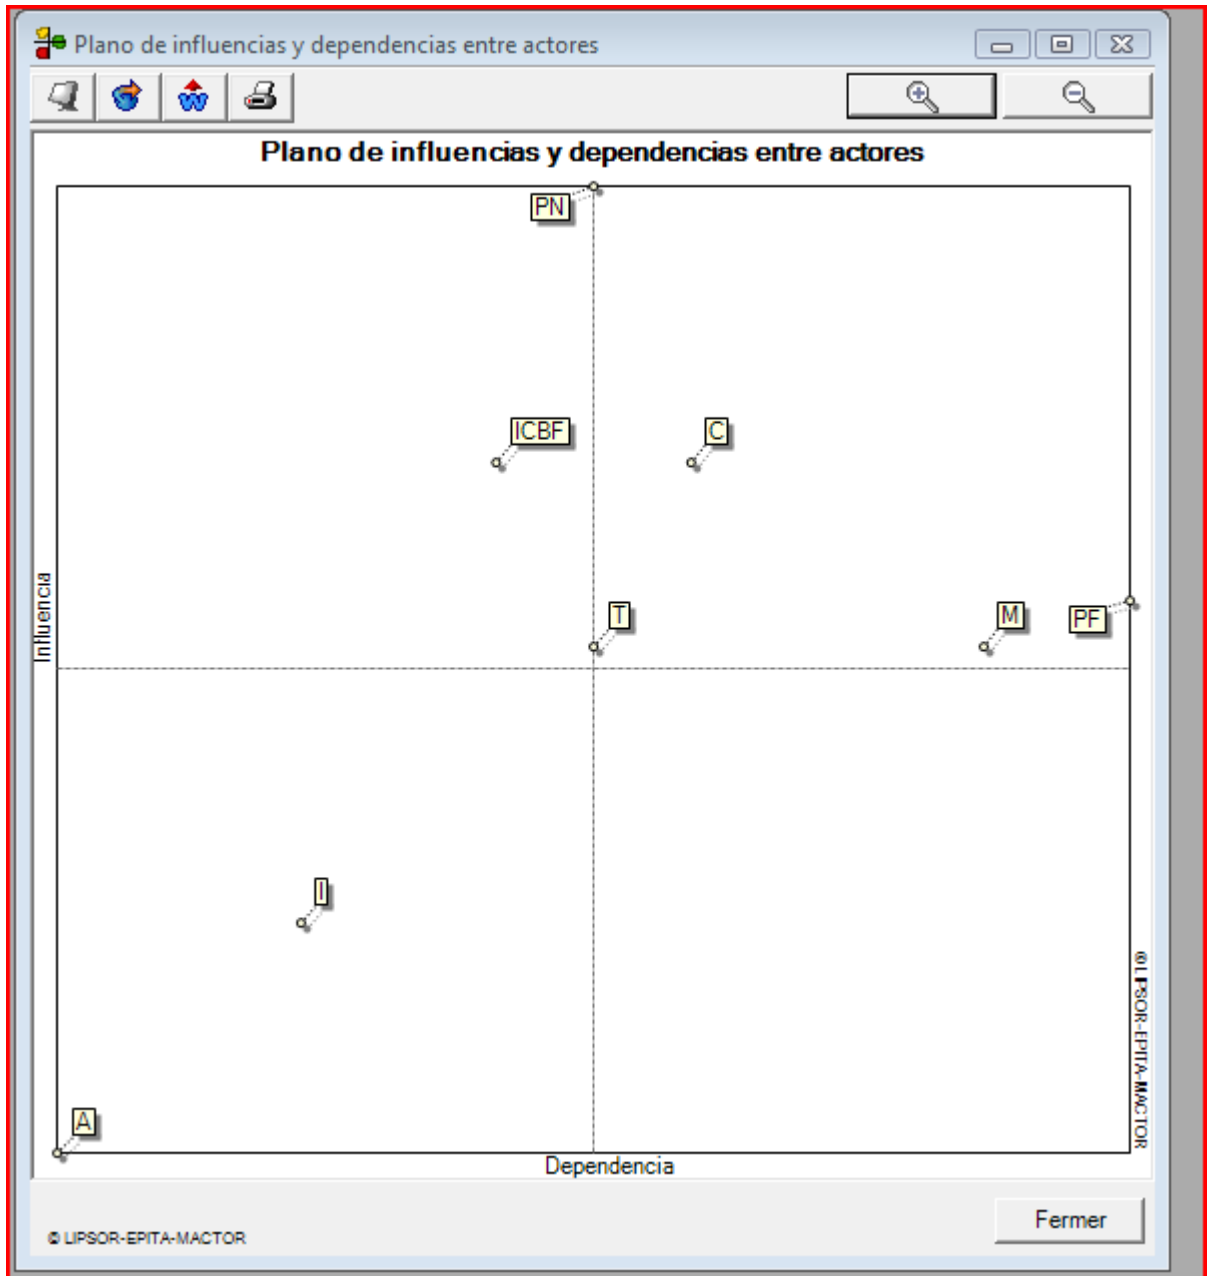 Plano de influencias y dependencias entre actores
Plano de influencias y dependencias entre actores
PN
ICBF
C
Influencia
T
M
PF
I
©LIPSOR-EPITA-MACTOR
A
Dependencia
Fermer
© LIPSOR-EPITA-MACTOR